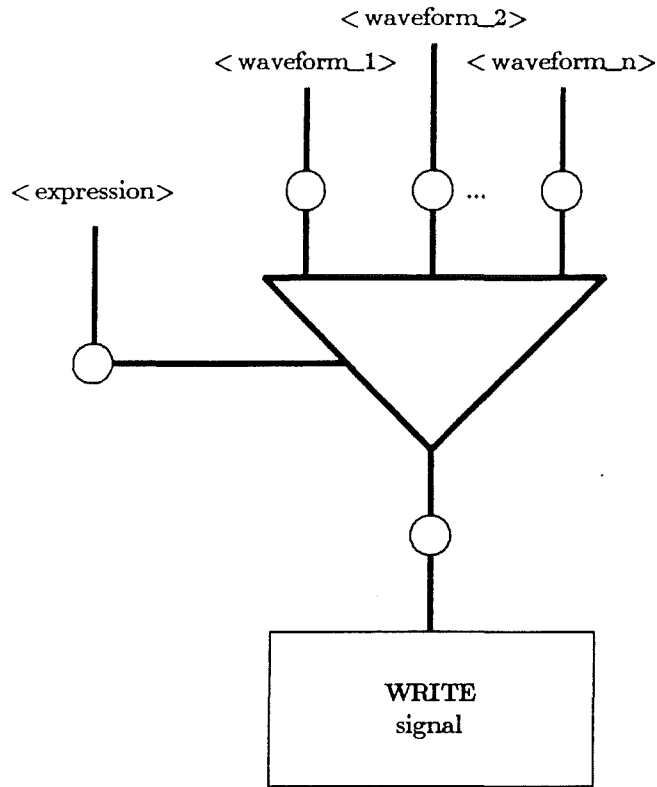 < waveform_2>
< waveform_1>
< waveform_n>
...
< expression>
WRITE
signal